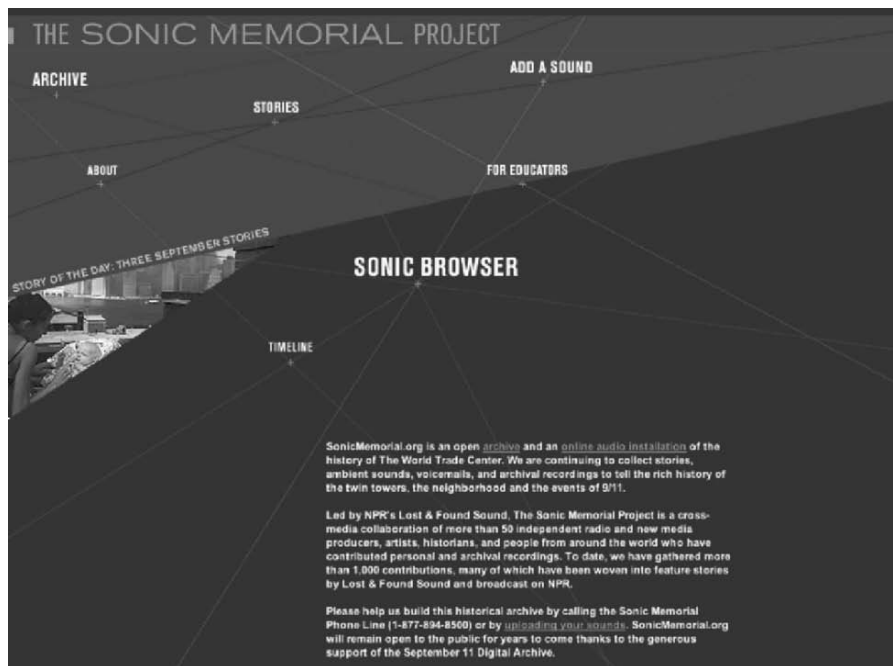 THE SONIC MEMORIAL PROJECT
ADD A SOUND
ARCHIVE
STORIES
ABOUT
FOR EDUCATORS
STORY OF THE DAY: THREE SEPTEMBER STORIES
SONIC BROWSER
TIMELINE
SonicMemorial.org is an open archive and an online audio installation of the
history of The World Trade Center. We are continuing to collect stories,
ambient sounds, voicemails, and archival recordings to tell the rich history of
the twin towers, the neighborhood and the events of 9/11.
Led by NPR's Lost & Found Sound, The Sonic Memorial Project is a cross-
media collaboration of more than 50 independent radio and new media
producers, artists, historians, and people from around the world who have
contributed personal and archival recordings. To date, we have gathered more
than 1,000 contributions, many of which have been woven into feature stories
by Lost & Found Sound and broadcast on NPR.
Please help us build this historical archive by calling the Sonic Memorial
Phone Line (1-877-894-8500) or by uploading your sounds. SonicMemorial.org
will remain open to the public for years to come thanks to the generous
support of the September 11 Digital Archive.